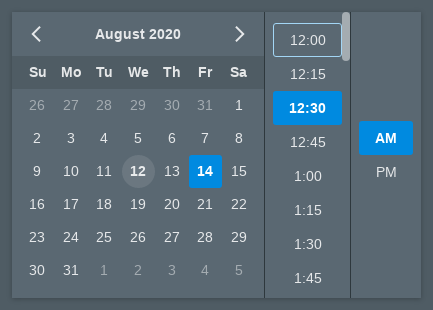 August 2020
Su Mo Tu We Th Fr Sa
26 27 28 29 30 31 1
2 3 4 5 6 7 8
9 10 11 12 13 14 15
16 17 18 19 20 21 22
23 24 25 26 27 28 29
30 31 1 2 3 4 5
12:00
12:15
12:30
12:45
1:00
1:15
1:30
1:45
AM
PM